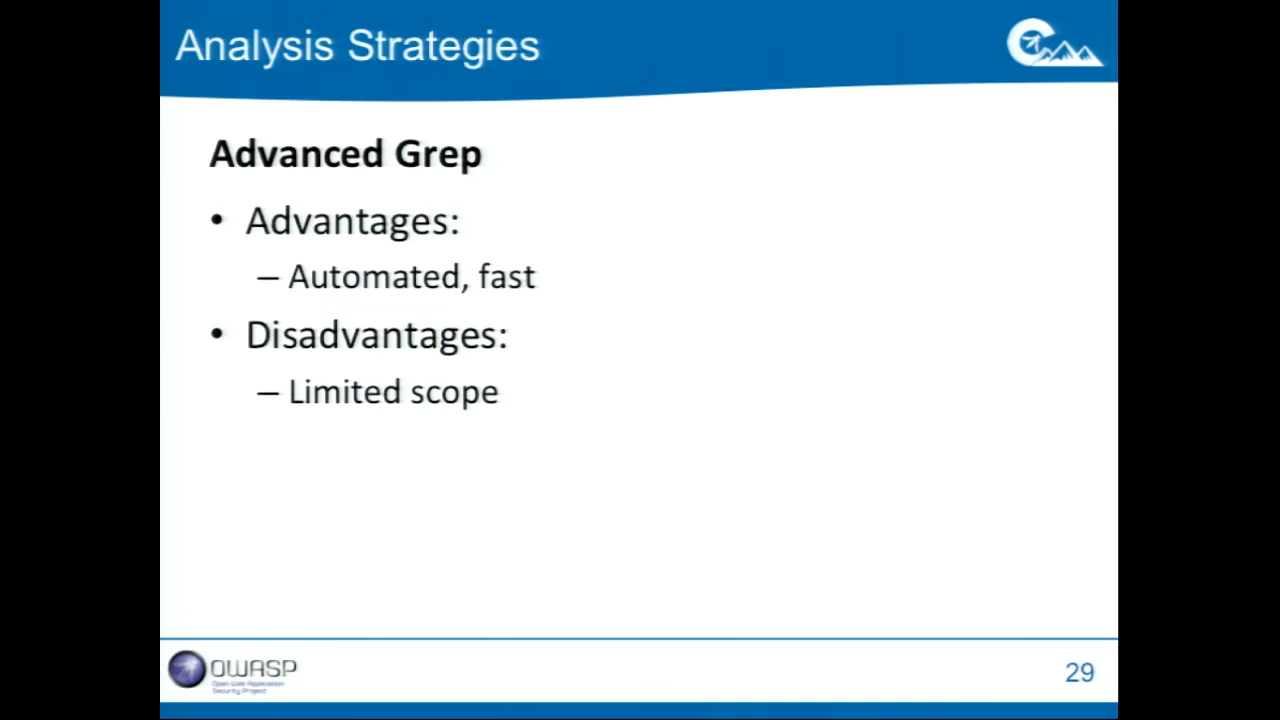 Analysis Strategies
Advanced Grep
• Advantages:
– Automated, fast
• Disadvantages:
– Limited scope
OWASP
Open Web Application
Security Project
29